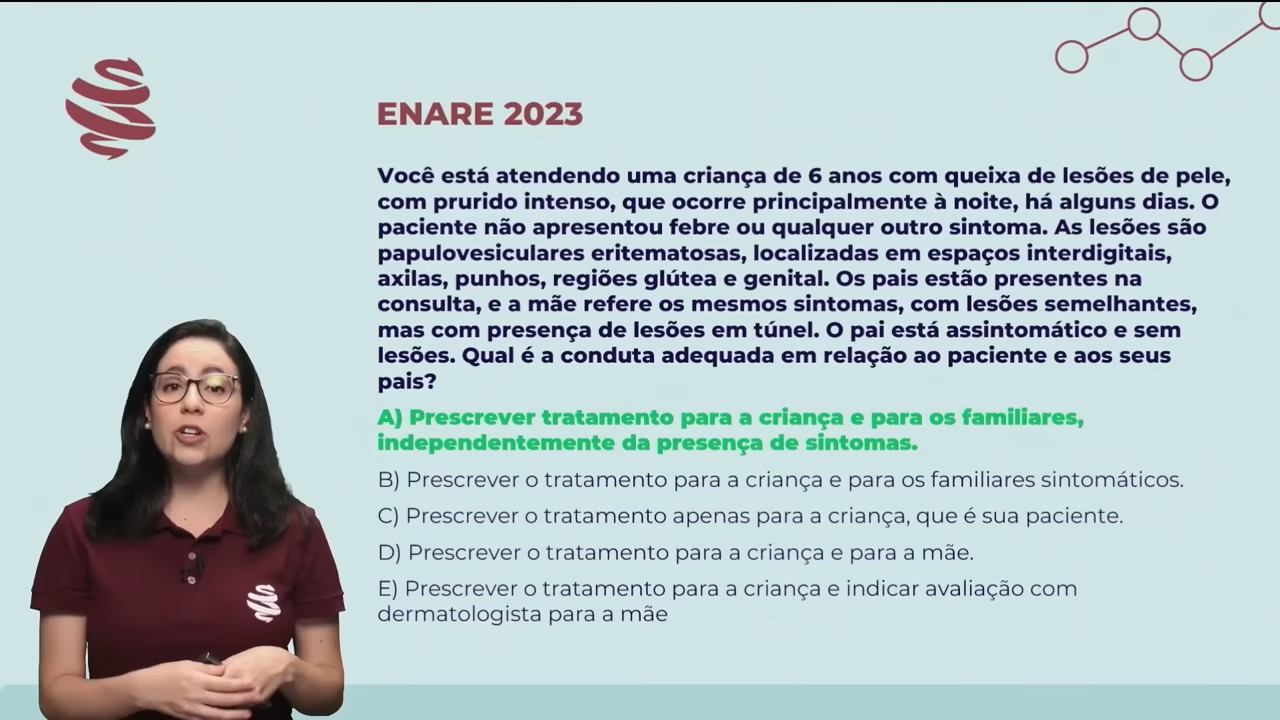 ENARE 2023
Você está atendendo uma criança de 6 anos com queixa de lesões de pele,
com prurido intenso, que ocorre principalmente à noite, há alguns dias. O
paciente não apresentou febre ou qualquer outro sintoma. As lesões são
papulovesiculares eritematosas, localizadas em espaços interdigitais,
axilas, punhos, regiões glútea e genital. Os pais estão presentes na
consulta, e a mãe refere os mesmos sintomas, com lesões semelhantes,
mas com presença de lesões em túnel. O pai está assintomático e sem
lesões. Qual é a conduta adequada em relação ao paciente e aos seus
pais?
A) Prescrever tratamento para a criança e para os familiares,
independentemente da presença de sintomas.
B) Prescrever o tratamento para a criança e para os familiares sintomáticos.
C) Prescrever o tratamento apenas para a criança, que é sua paciente.
D) Prescrever o tratamento para a criança e para a mãe.
E) Prescrever o tratamento para a criança e indicar avaliação com
dermatologista para a mãe